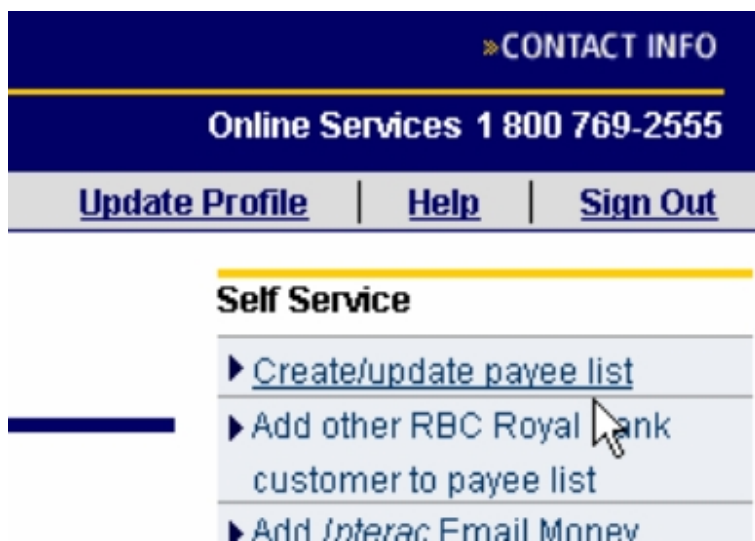 »CONTACT INFO
Online Services 1 800 769-2555
Update Profile | Help | Sign Out
Self Service
Create/update payee list
Add other RBC Royal Bank
customer to payee list
Add Interac Email Money